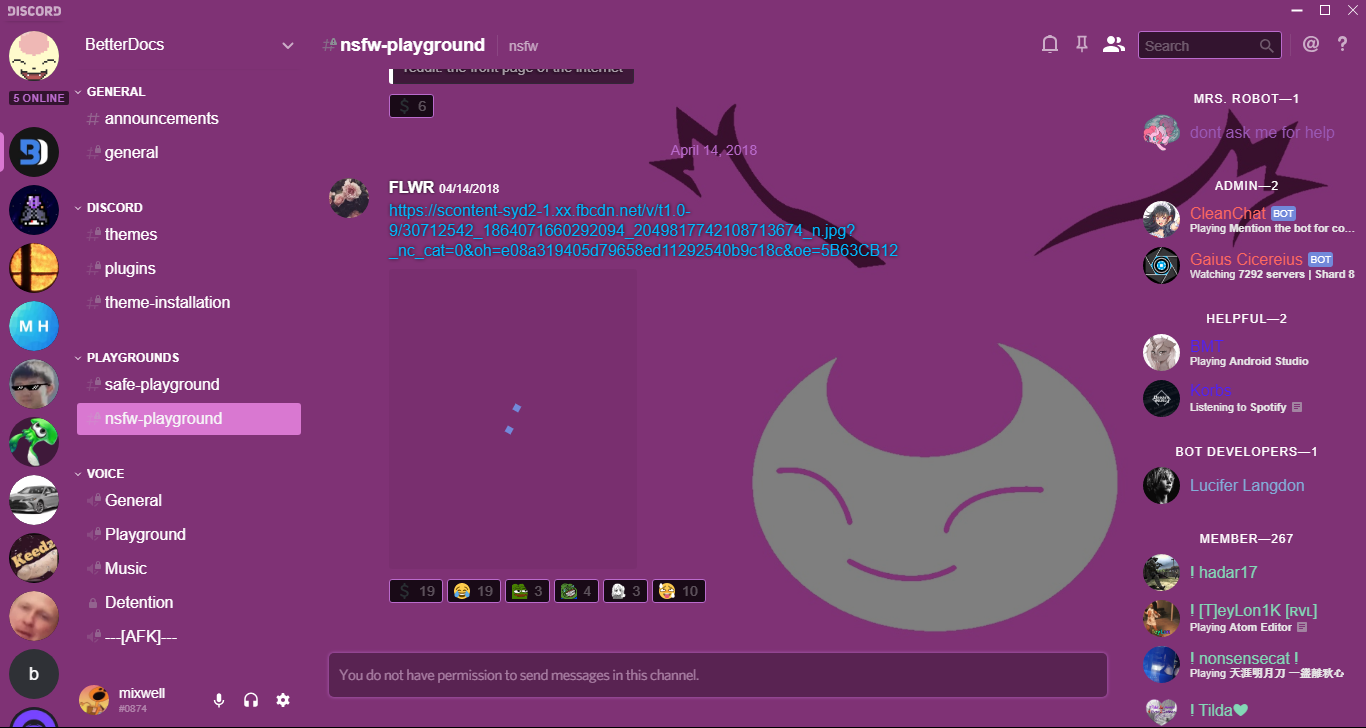 DISCORD
5 ONLINE
MH
Keedz
b
BetterDocs
GENERAL
announcements
general
DISCORD
themes
plugins
theme-installation
PLAYGROUNDS
safe-playground
nsfw-playground
VOICE
General
Playground
Music
Detention
---[AFK]---
mixwell
#0874
nsfw-playground nsfw
Search
reddit: the front page of the internet
6
April 14, 2018
FLWR 04/14/2018
https://scontent-syd2-1.xx.fbcdn.net/v/t1.0-
9/30712542_1864071660292094_2049817742108713674_n.jpg?
_nc_cat=0&oh=e08a319405d79658ed11292540b9c18c&oe=5B63CB12
$ 19 😂 19 3 4 3 10
You do not have permission to send messages in this channel.
MRS. ROBOT—1
dont ask me for help
ADMIN—2
CleanChat BOT
Playing Mention the bot for co...
Gaius Cicereius BOT
Watching 7292 servers | Shard 8
HELPFUL—2
BMT
Playing Android Studio
Korhs
Listening to Spotify
BOT DEVELOPERS—1
Lucifer Langdon
MEMBER—267
! hadar17
! [T]eyLon1K [RVL]
Playing Atom Editor
! nonsensecat !
Playing 天涯明月刀 一盞離秋心
! Tilda